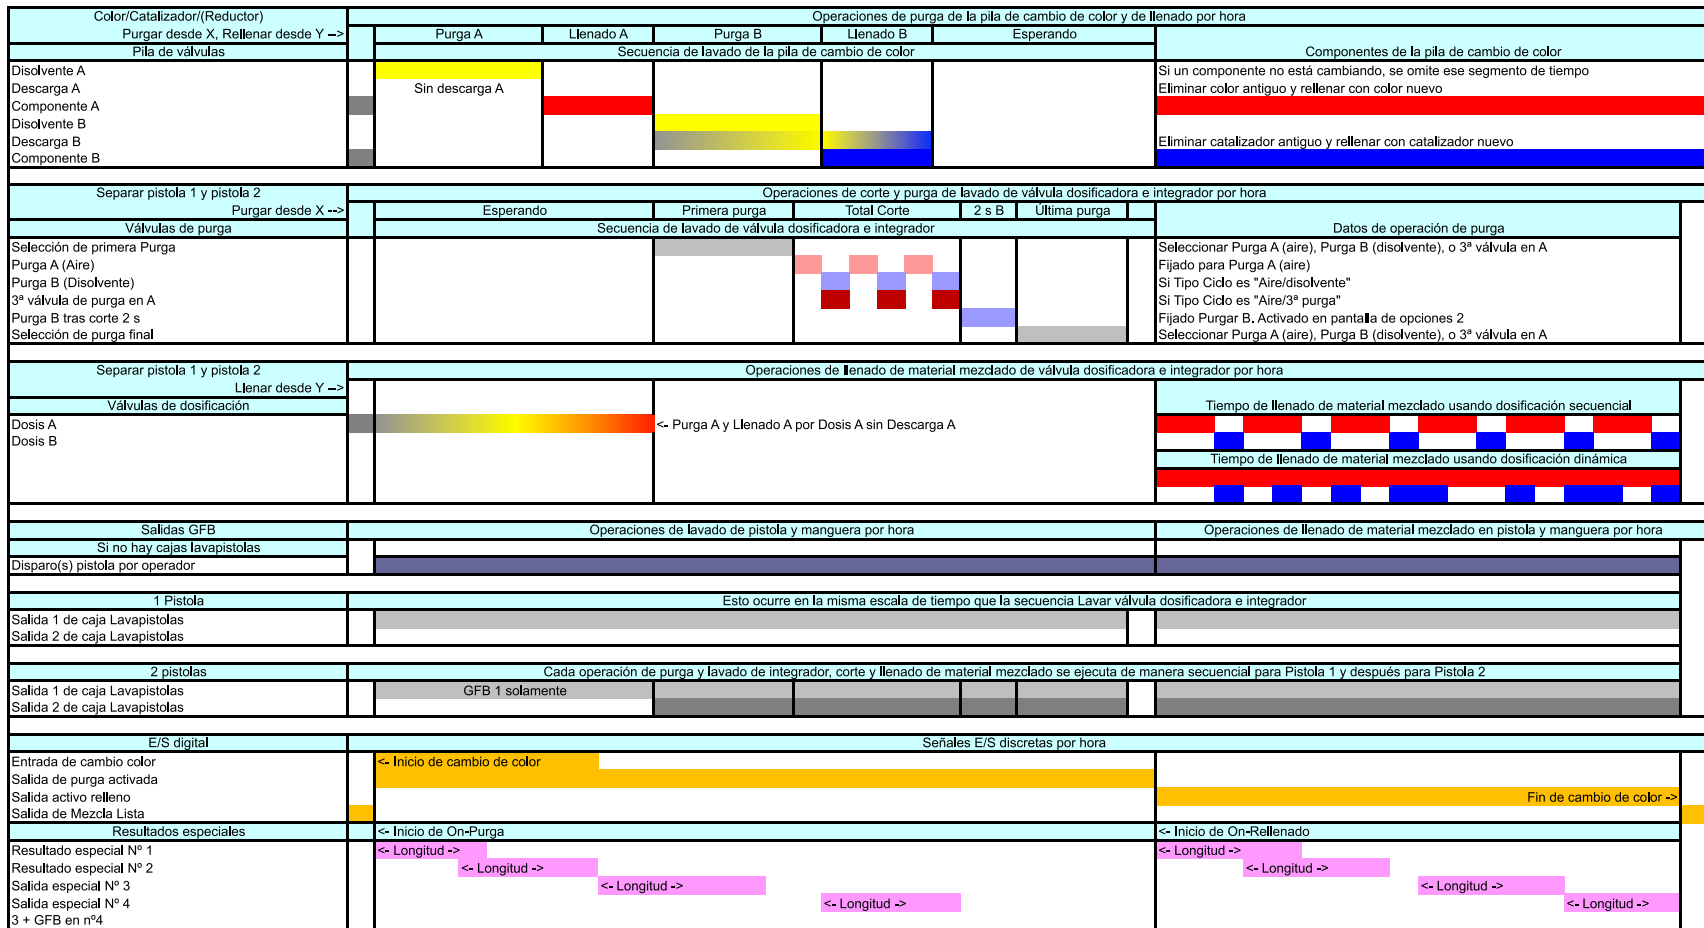 Color/Catalizador/(Reductor)
Operaciones de purga de la pila de cambio de color y de llenado por hora
Purgar desde X, Rellenar desde Y -->
Purga A
Llenado A
Purga B
Llenado B
Esperando
Pila de válvulas
Secuencia de lavado de la pila de cambio de color
Componentes de la pila de cambio de color
Disolvente A
Si un componente no está cambiando, se omite ese segmento de tiempo
Descarga A
Sin descarga A
Eliminar color antiguo y rellenar con color nuevo
Componente A
Disolvente B
Descarga B
Eliminar catalizador antiguo y rellenar con catalizador nuevo
Componente B
Separar pistola 1 y pistola 2
Operaciones de corte y purga de lavado de válvula dosificadora e integrador por hora
Purgar desde X -->
Esperando
Primera purga
Total Corte
2 s B
Última purga
Válvulas de purga
Secuencia de lavado de válvula dosificadora e integrador
Datos de operación de purga
Selección de primera Purga
Seleccionar Purga A (aire), Purga B (disolvente), o 3ª válvula en A
Purga A (Aire)
Fijado para Purga A (aire)
Purga B (Disolvente)
Si Tipo Ciclo es "Aire/disolvente"
3ª válvula de purga en A
Si Tipo Ciclo es "Aire/3ª purga"
Purga B tras corte 2 s
Fijado Purgar B. Activado en pantalla de opciones 2
Selección de purga final
Seleccionar Purga A (aire), Purga B (disolvente), o 3ª válvula en A
Separar pistola 1 y pistola 2
Operaciones de llenado de material mezclado de válvula dosificadora e integrador por hora
Llenar desde Y -->
Válvulas de dosificación
Tiempo de llenado de material mezclado usando dosificación secuencial
Dosis A
<- Purga A y Llenado A por Dosis A sin Descarga A
Dosis B
Tiempo de llenado de material mezclado usando dosificación dinámica
Salidas GFB
Operaciones de lavado de pistola y manguera por hora
Operaciones de llenado de material mezclado en pistola y manguera por hora
Si no hay cajas lavapistolas
Disparo(s) pistola por operador
1 Pistola
Esto ocurre en la misma escala de tiempo que la secuencia Lavar válvula dosificadora e integrador
Salida 1 de caja Lavapistolas
Salida 2 de caja Lavapistolas
2 pistolas
Cada operación de purga y lavado de integrador, corte y llenado de material mezclado se ejecuta de manera secuencial para Pistola 1 y después para Pistola 2
Salida 1 de caja Lavapistolas
GFB 1 solamente
Salida 2 de caja Lavapistolas
E/S digital
Señales E/S discretas por hora
Entrada de cambio color
<- Inicio de cambio de color
Salida de purga activada
Salida activo relleno
Fin de cambio de color ->
Salida de Mezcla Lista
Resultados especiales
<- Inicio de On-Purga
<- Inicio de On-Rellenado
Resultado especial Nº 1
<- Longitud ->
<- Longitud ->
Resultado especial Nº 2
<- Longitud ->
<- Longitud ->
Salida especial Nº 3
<- Longitud ->
<- Longitud ->
Salida especial Nº 4
<- Longitud ->
<- Longitud ->
3 + GFB en nº4